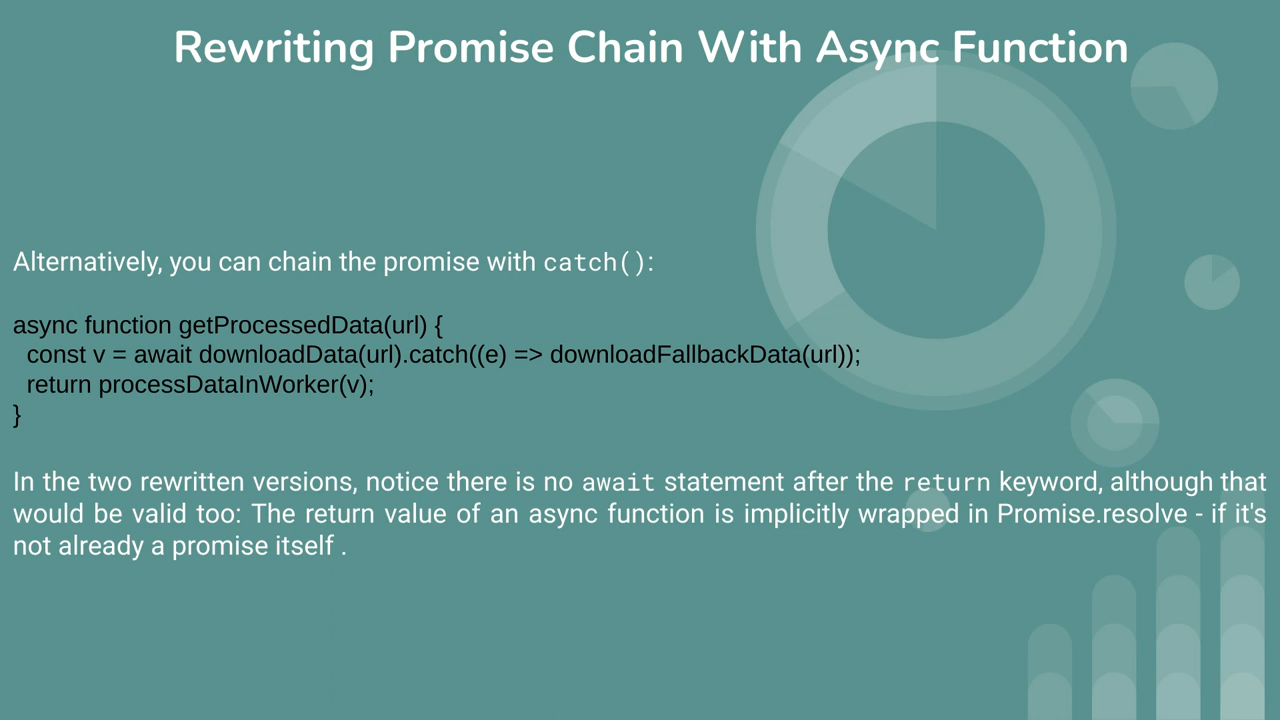 Rewriting Promise Chain With Async Function
Alternatively, you can chain the promise with catch():
async function getProcessedData(url) {
  const v = await downloadData(url).catch((e) => downloadFallbackData(url));
  return processDataInWorker(v);
}
In the two rewritten versions, notice there is no await statement after the return keyword, although that
would be valid too: The return value of an async function is implicitly wrapped in Promise.resolve - if it's
not already a promise itself .